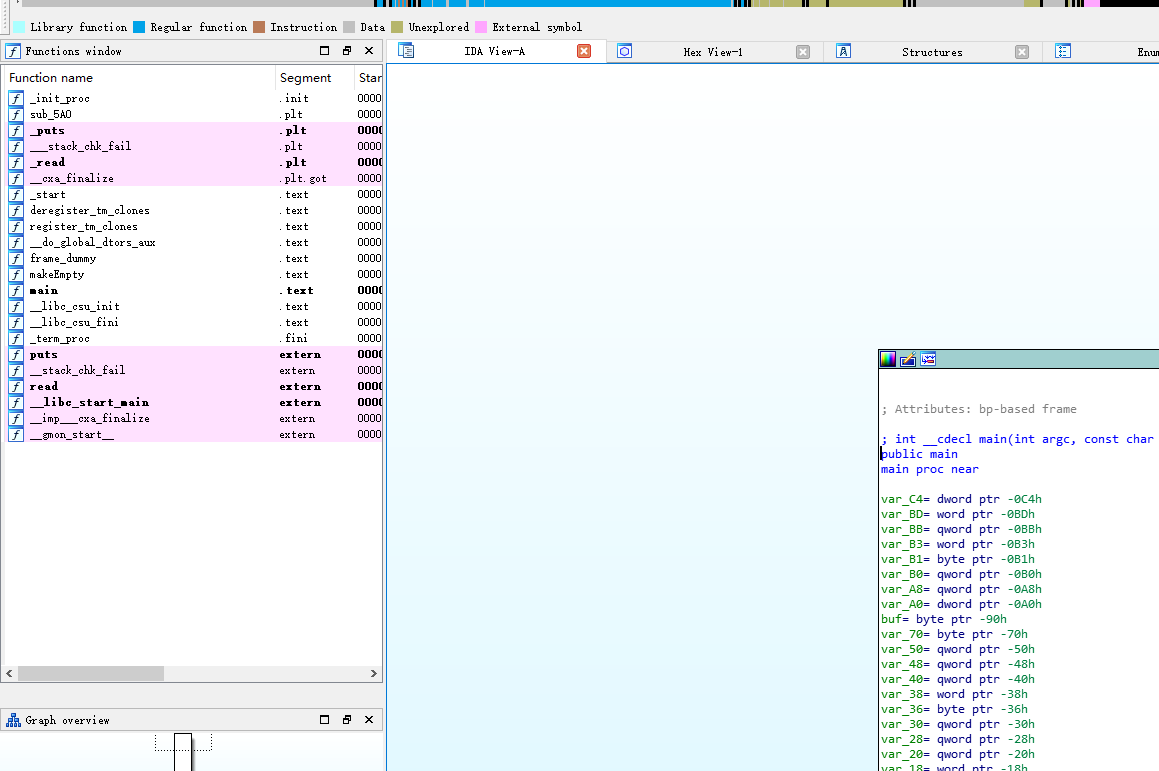 Library function Regular function Instruction Data Unexplored External symbol
Functions window
IDA View-A Hex View-1 Structures Enum
Function name Segment Star
_init_proc .init 0000
sub_5A0 .plt 0000
_puts .plt 0000
___stack_chk_fail .plt 0000
_read .plt 0000
__cxa_finalize .plt.got 0000
_start .text 0000
deregister_tm_clones .text 0000
register_tm_clones .text 0000
__do_global_dtors_aux .text 0000
frame_dummy .text 0000
makeEmpty .text 0000
main .text 0000
__libc_csu_init .text 0000
__libc_csu_fini .text 0000
_term_proc .fini 0000
puts extern 0000
__stack_chk_fail extern 0000
read extern 0000
__libc_start_main extern 0000
__imp___cxa_finalize extern 0000
__gmon_start__ extern 0000
Graph overview
; Attributes: bp-based frame
; int __cdecl main(int argc, const char
public main
main proc near
var_C4= dword ptr -0C4h
var_BD= word ptr -0BDh
var_BB= qword ptr -0BBh
var_B3= word ptr -0B3h
var_B1= byte ptr -0B1h
var_B0= qword ptr -0B0h
var_A8= qword ptr -0A8h
var_A0= dword ptr -0A0h
buf= byte ptr -90h
var_70= byte ptr -70h
var_50= qword ptr -50h
var_48= qword ptr -48h
var_40= qword ptr -40h
var_38= word ptr -38h
var_36= byte ptr -36h
var_30= qword ptr -30h
var_28= qword ptr -28h
var_20= qword ptr -20h
var_18= word ptr -18h